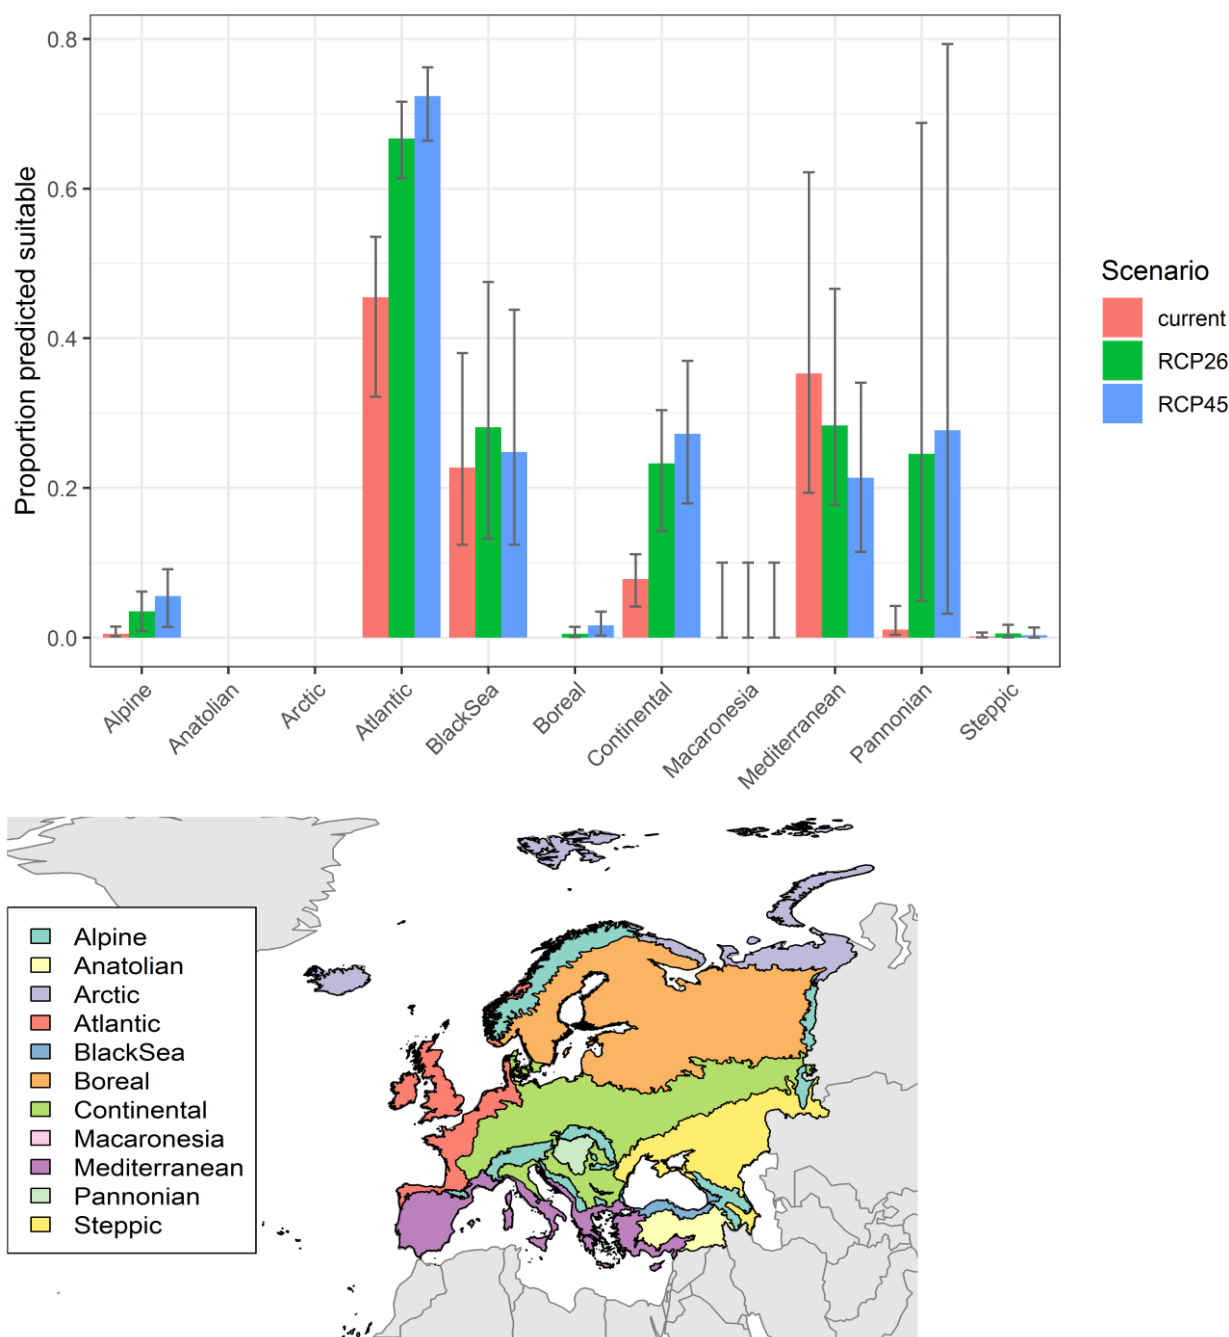 Proportion predicted suitable
0.8
0.6
0.4
0.2
0.0
Alpine
Anatolian
Arctic
Atlantic
BlackSea
Boreal
Continental
Macaronesia
Mediterranean
Pannonian
Steppic
Scenario
current
RCP26
RCP45
Alpine
Anatolian
Arctic
Atlantic
BlackSea
Boreal
Continental
Macaronesia
Mediterranean
Pannonian
Steppic